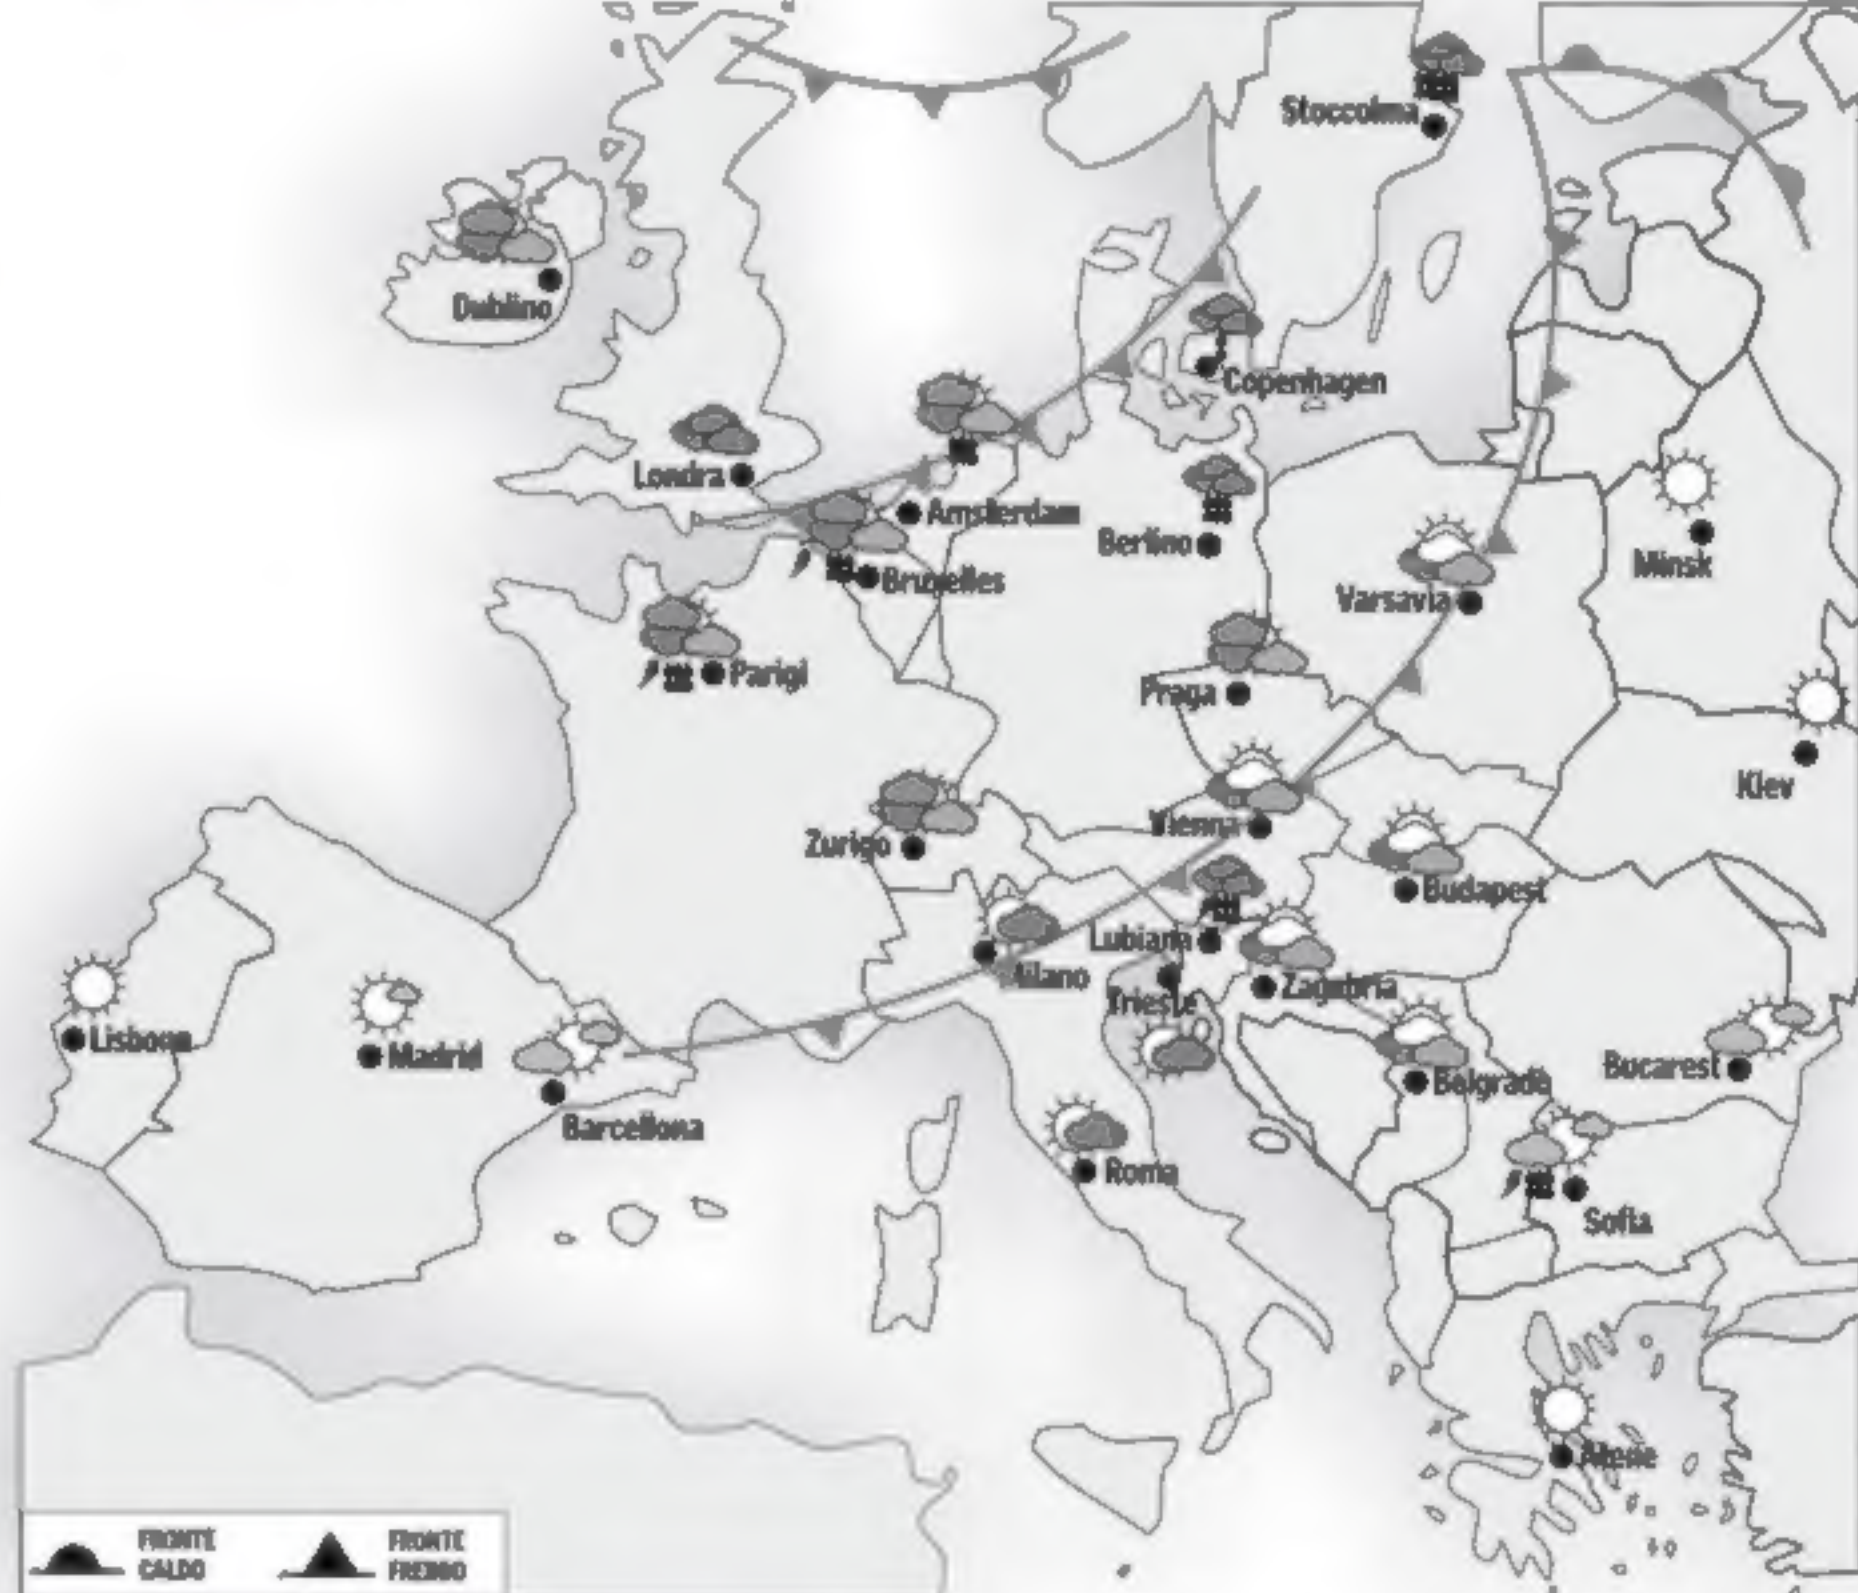 Stoccolma
Dublino
Copenhagen
Londra
Amsterdam
Berlino
Bruxelles
Minsk
Varsavia
Parigi
Praga
Kiev
Vienna
Zurigo
Budapest
Lubiana
Milano
Zagabria
Trieste
Lisbona
Madrid
Bucarest
Belgrado
Barcellona
Roma
Sofia
Atene
FRONTE
CALDO
FRONTE
FREDDO